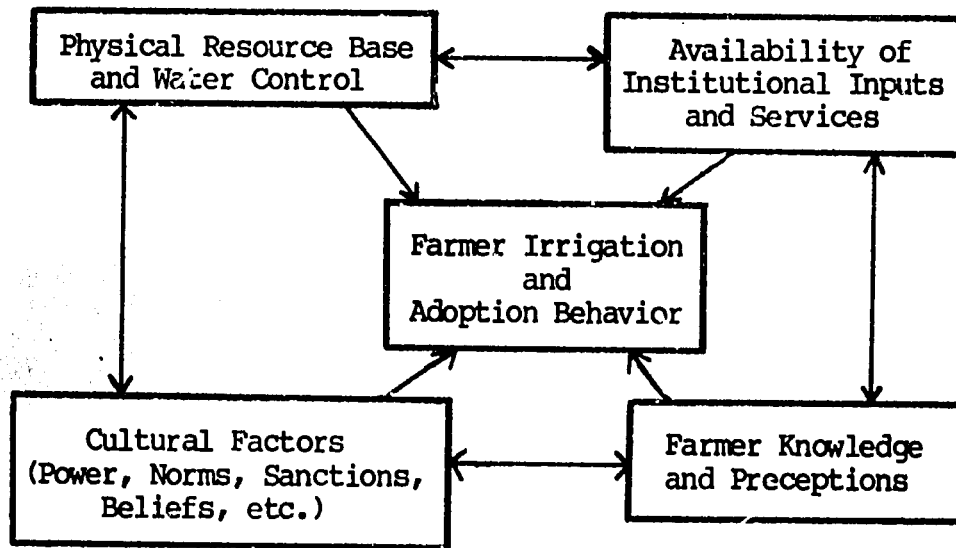 Physical Resource Base
and Water Control
Availability of
Institutional Inputs
and Services
Farmer Irrigation
and
Adoption Behavior
Cultural Factors
(Power, Norms, Sanctions,
Beliefs, etc.)
Farmer Knowledge
and Preceptions